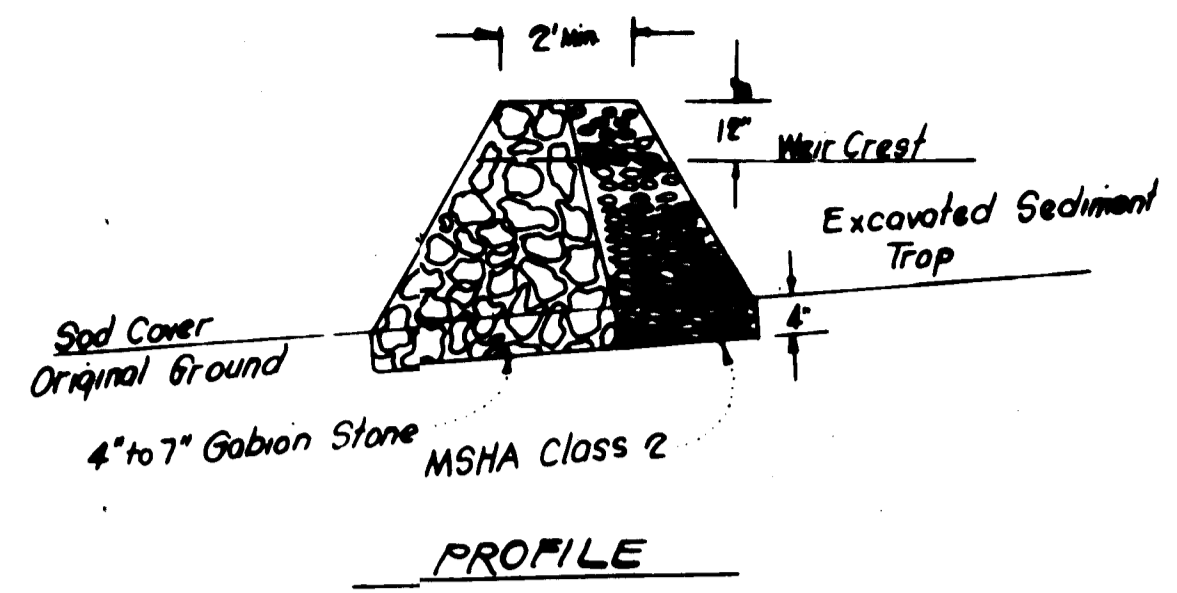 2' Min
12"
Weir Crest
Excavated Sediment
Trap
4"
Sod Cover
Original Ground
4" to 7" Gabion Stone
MSHA Class 2
PROFILE